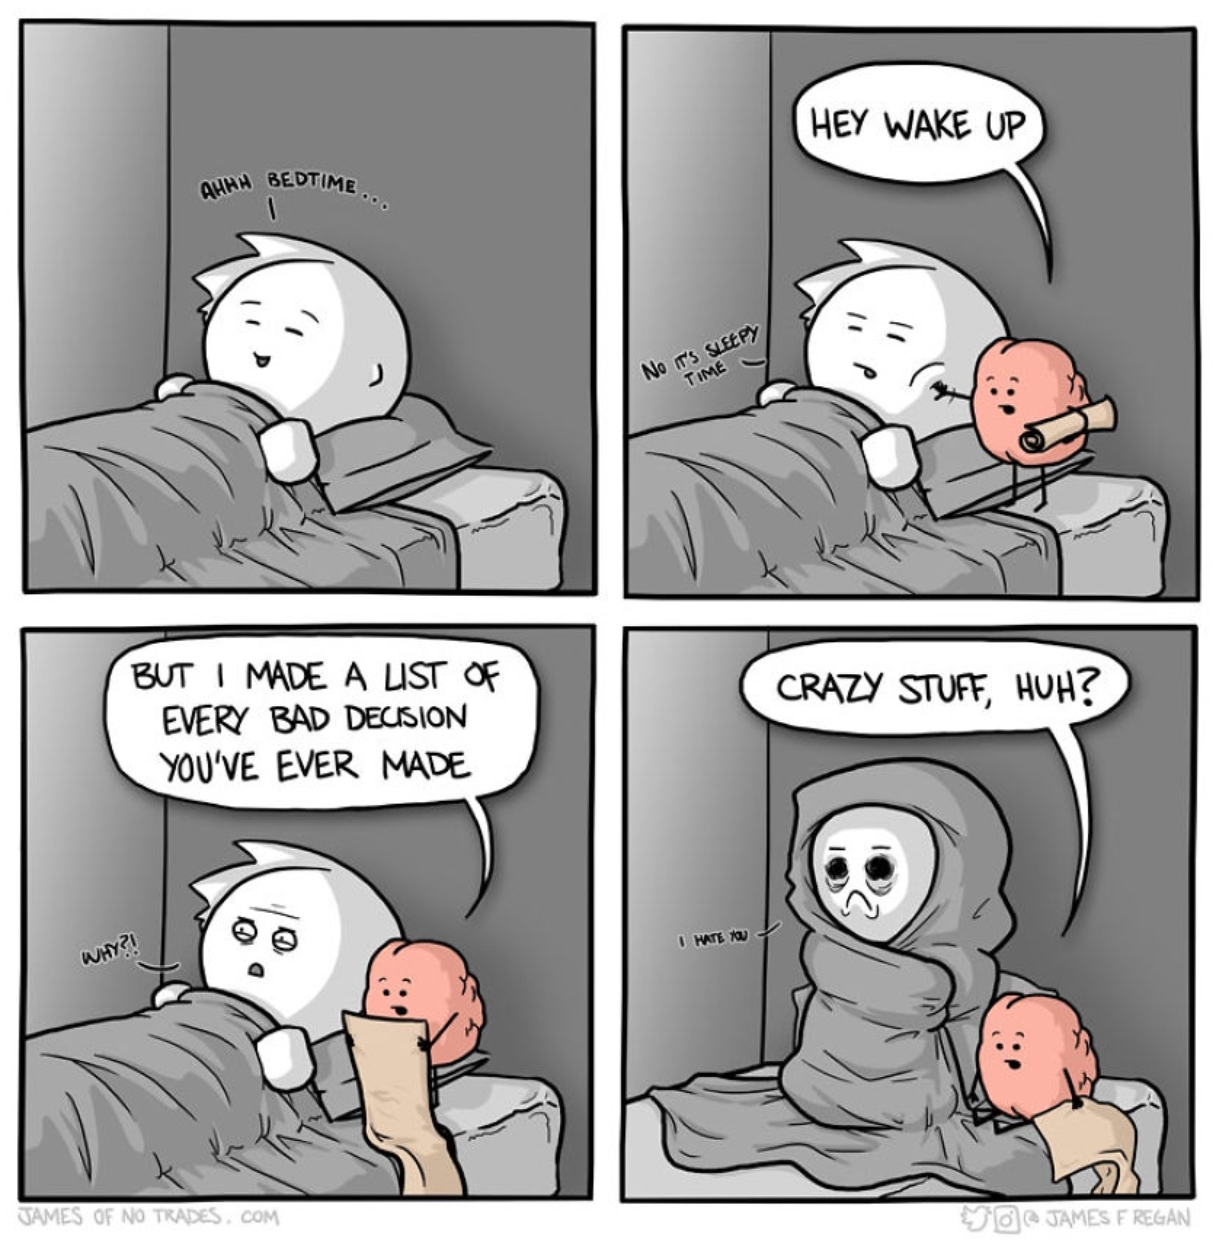 AHHH BEDTIME...
HEY WAKE UP
NO IT'S SLEEPY
TIME
BUT I MADE A LIST OF
EVERY BAD DECISION
YOU'VE EVER MADE
WHY?!
CRAZY STUFF, HUH?
I HATE YOU
JAMES OF NO TRADES. COM
@ JAMES F REGAN